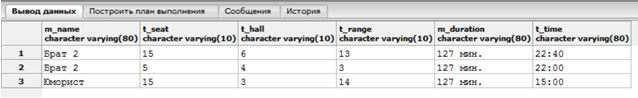 Вывод данных Построить план выполнения Сообщения История
m_name t_seat t_hall t_range m_duration t_time
character varying(80) character varying(10) character varying(10) character varying(10) character varying(80) character varying(80)
1 Брат 2 15 6 13 127 мин. 22:40
2 Брат 2 5 4 3 127 мин. 22:00
3 Юморист 15 3 14 127 мин. 15:00